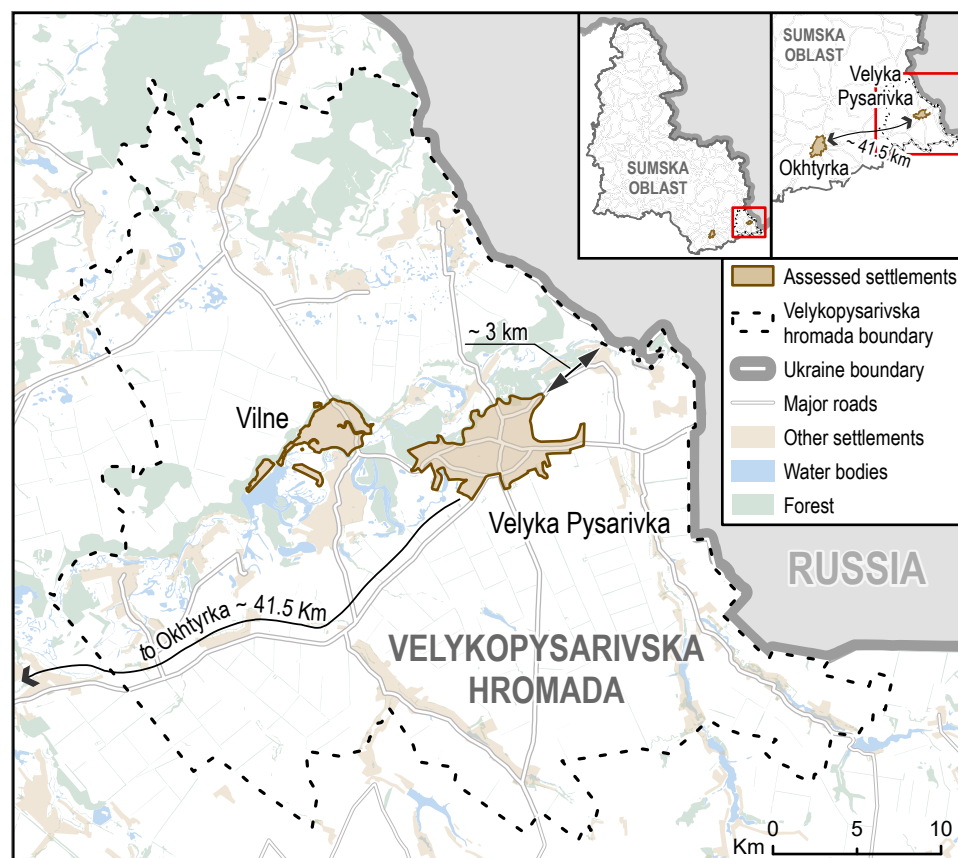 SUMSKA
OBLAST
SUMSKA
OBLAST
Velyka
Pysarivka
~ 41.5 km
Okhtyrka
Assessed settlements
Velykopysarivska
hromada boundary
Ukraine boundary
Major roads
Other settlements
Water bodies
Forest
~ 3 km
Vilne
Velyka Pysarivka
RUSSIA
to Okhtyrka ~ 41.5 Km
VELYKOPYSARIVSKA
HROMADA
0 5 10
Km